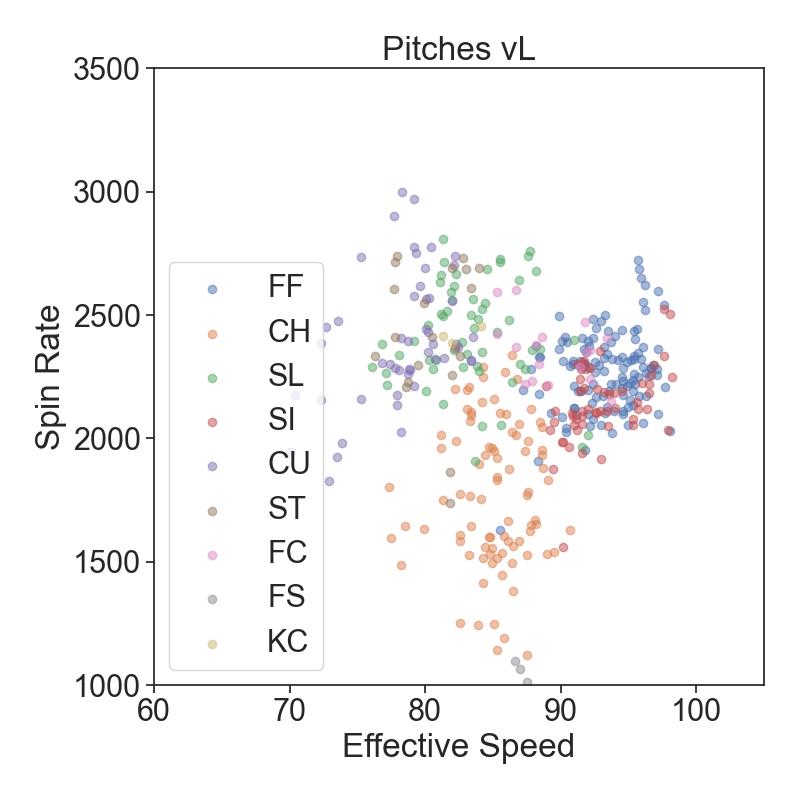 Pitches vL
3500
3000
2500
2000
1500
1000
Spin Rate
FF
CH
SL
SI
CU
ST
FC
FS
KC
60 70 80 90 100
Effective Speed